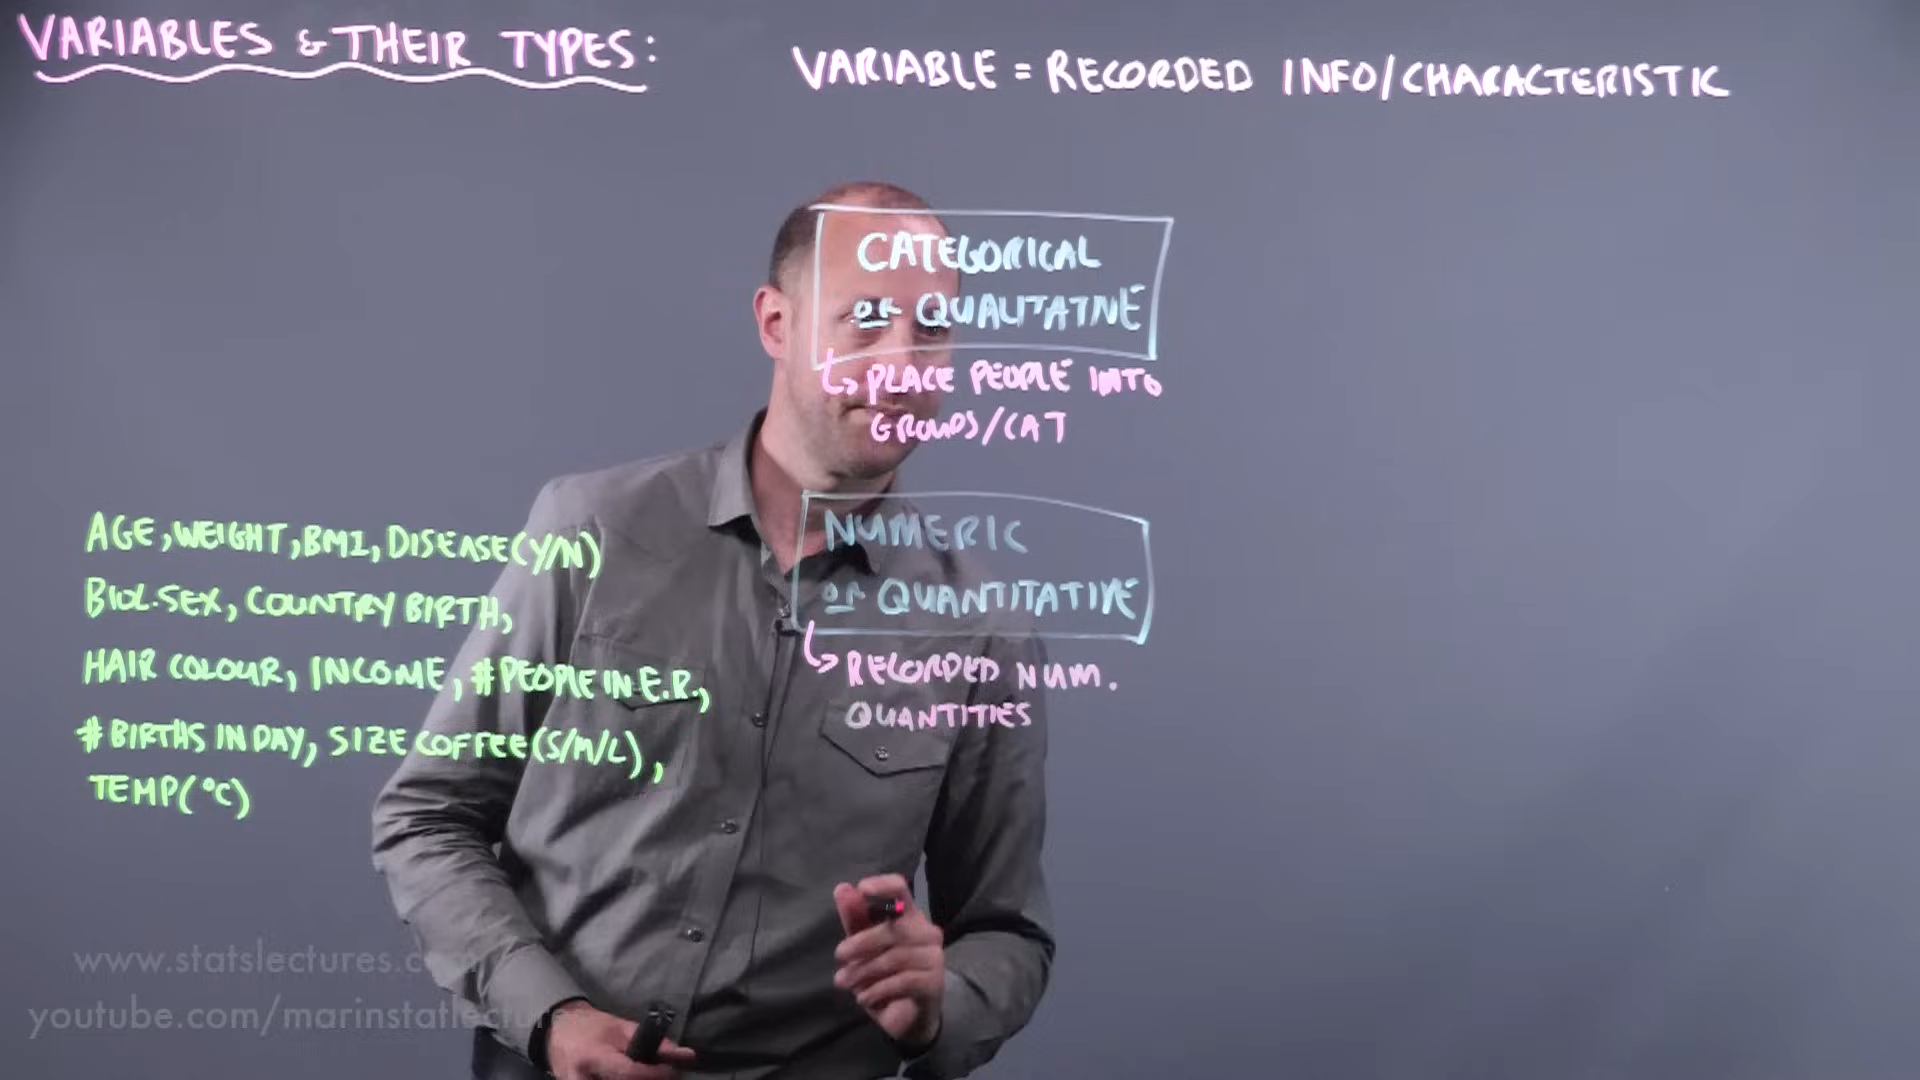 VARIABLES & THEIR TYPES:
VARIABLE = RECORDED INFO/CHARACTERISTIC
CATEGORICAL
OR QUALITATIVE
↳ PLACE PEOPLE INTO
GROUPS/CAT
NUMERIC
OR QUANTITATIVE
↳ RECORDED NUM.
QUANTITIES
AGE, WEIGHT, BMI, DISEASE(Y/N)
BIOL.SEX, COUNTRY BIRTH,
HAIR COLOUR, INCOME, #PEOPLE IN E.R.,
#BIRTHS IN DAY, SIZE COFFEE(S/M/L),
TEMP(°C)
www.statslectures.com
youtube.com/marinstatlectures